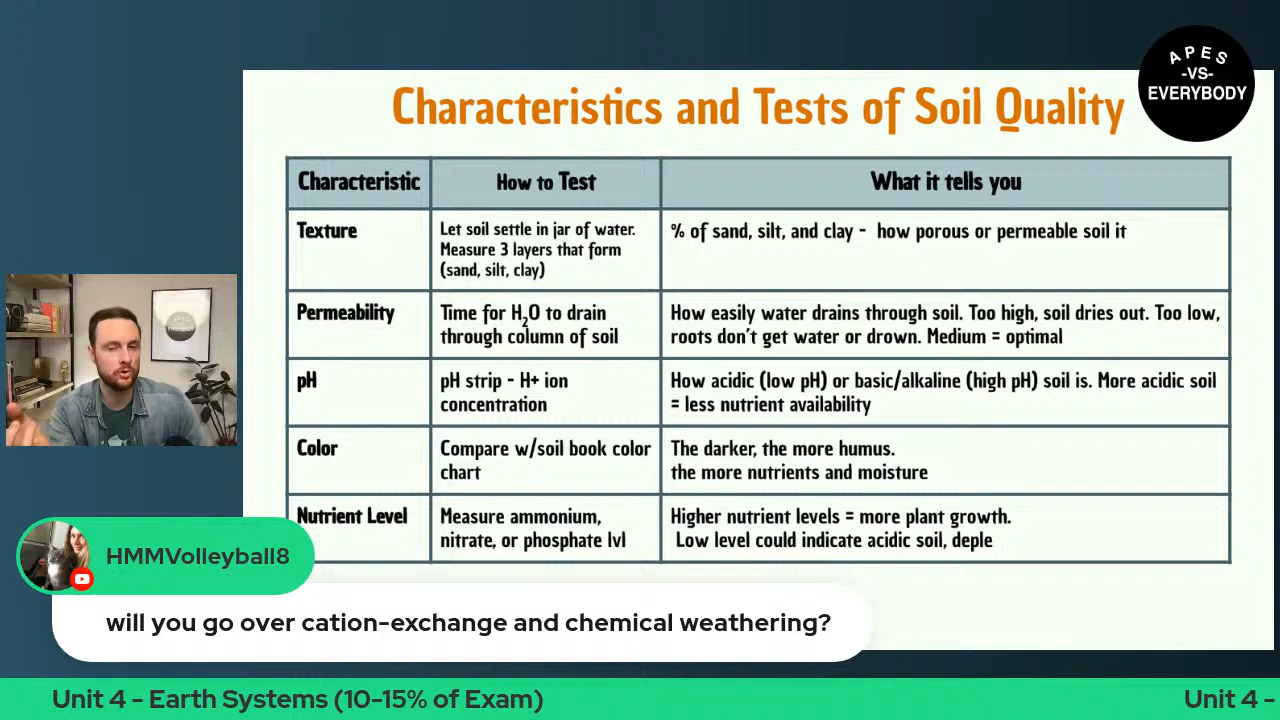 APES
-VS-
EVERYBODY
Characteristics and Tests of Soil Quality
Characteristic
How to Test
What it tells you
Texture
Let soil settle in jar of water.
Measure 3 layers that form
(sand, silt, clay)
% of sand, silt, and clay - how porous or permeable soil it
Permeability
Time for H₂O to drain
through column of soil
How easily water drains through soil. Too high, soil dries out. Too low,
roots don't get water or drown. Medium = optimal
pH
pH strip - H+ ion
concentration
How acidic (low pH) or basic/alkaline (high pH) soil is. More acidic soil
= less nutrient availability
Color
Compare w/soil book color
chart
The darker, the more humus.
the more nutrients and moisture
Nutrient Level
Measure ammonium,
nitrate, or phosphate lvl
Higher nutrient levels = more plant growth.
Low level could indicate acidic soil, deple
HMMVolleyball8
will you go over cation-exchange and chemical weathering?
Unit 4 - Earth Systems (10-15% of Exam)
Unit 4 -